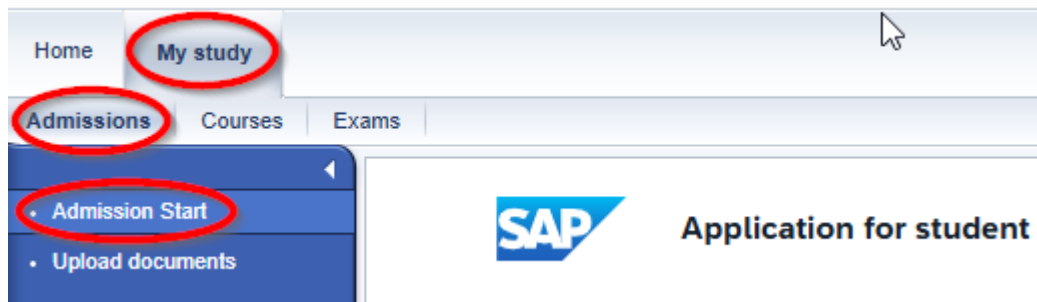 Home My study
Admissions Courses Exams
Admission Start
Upload documents
SAP Application for student